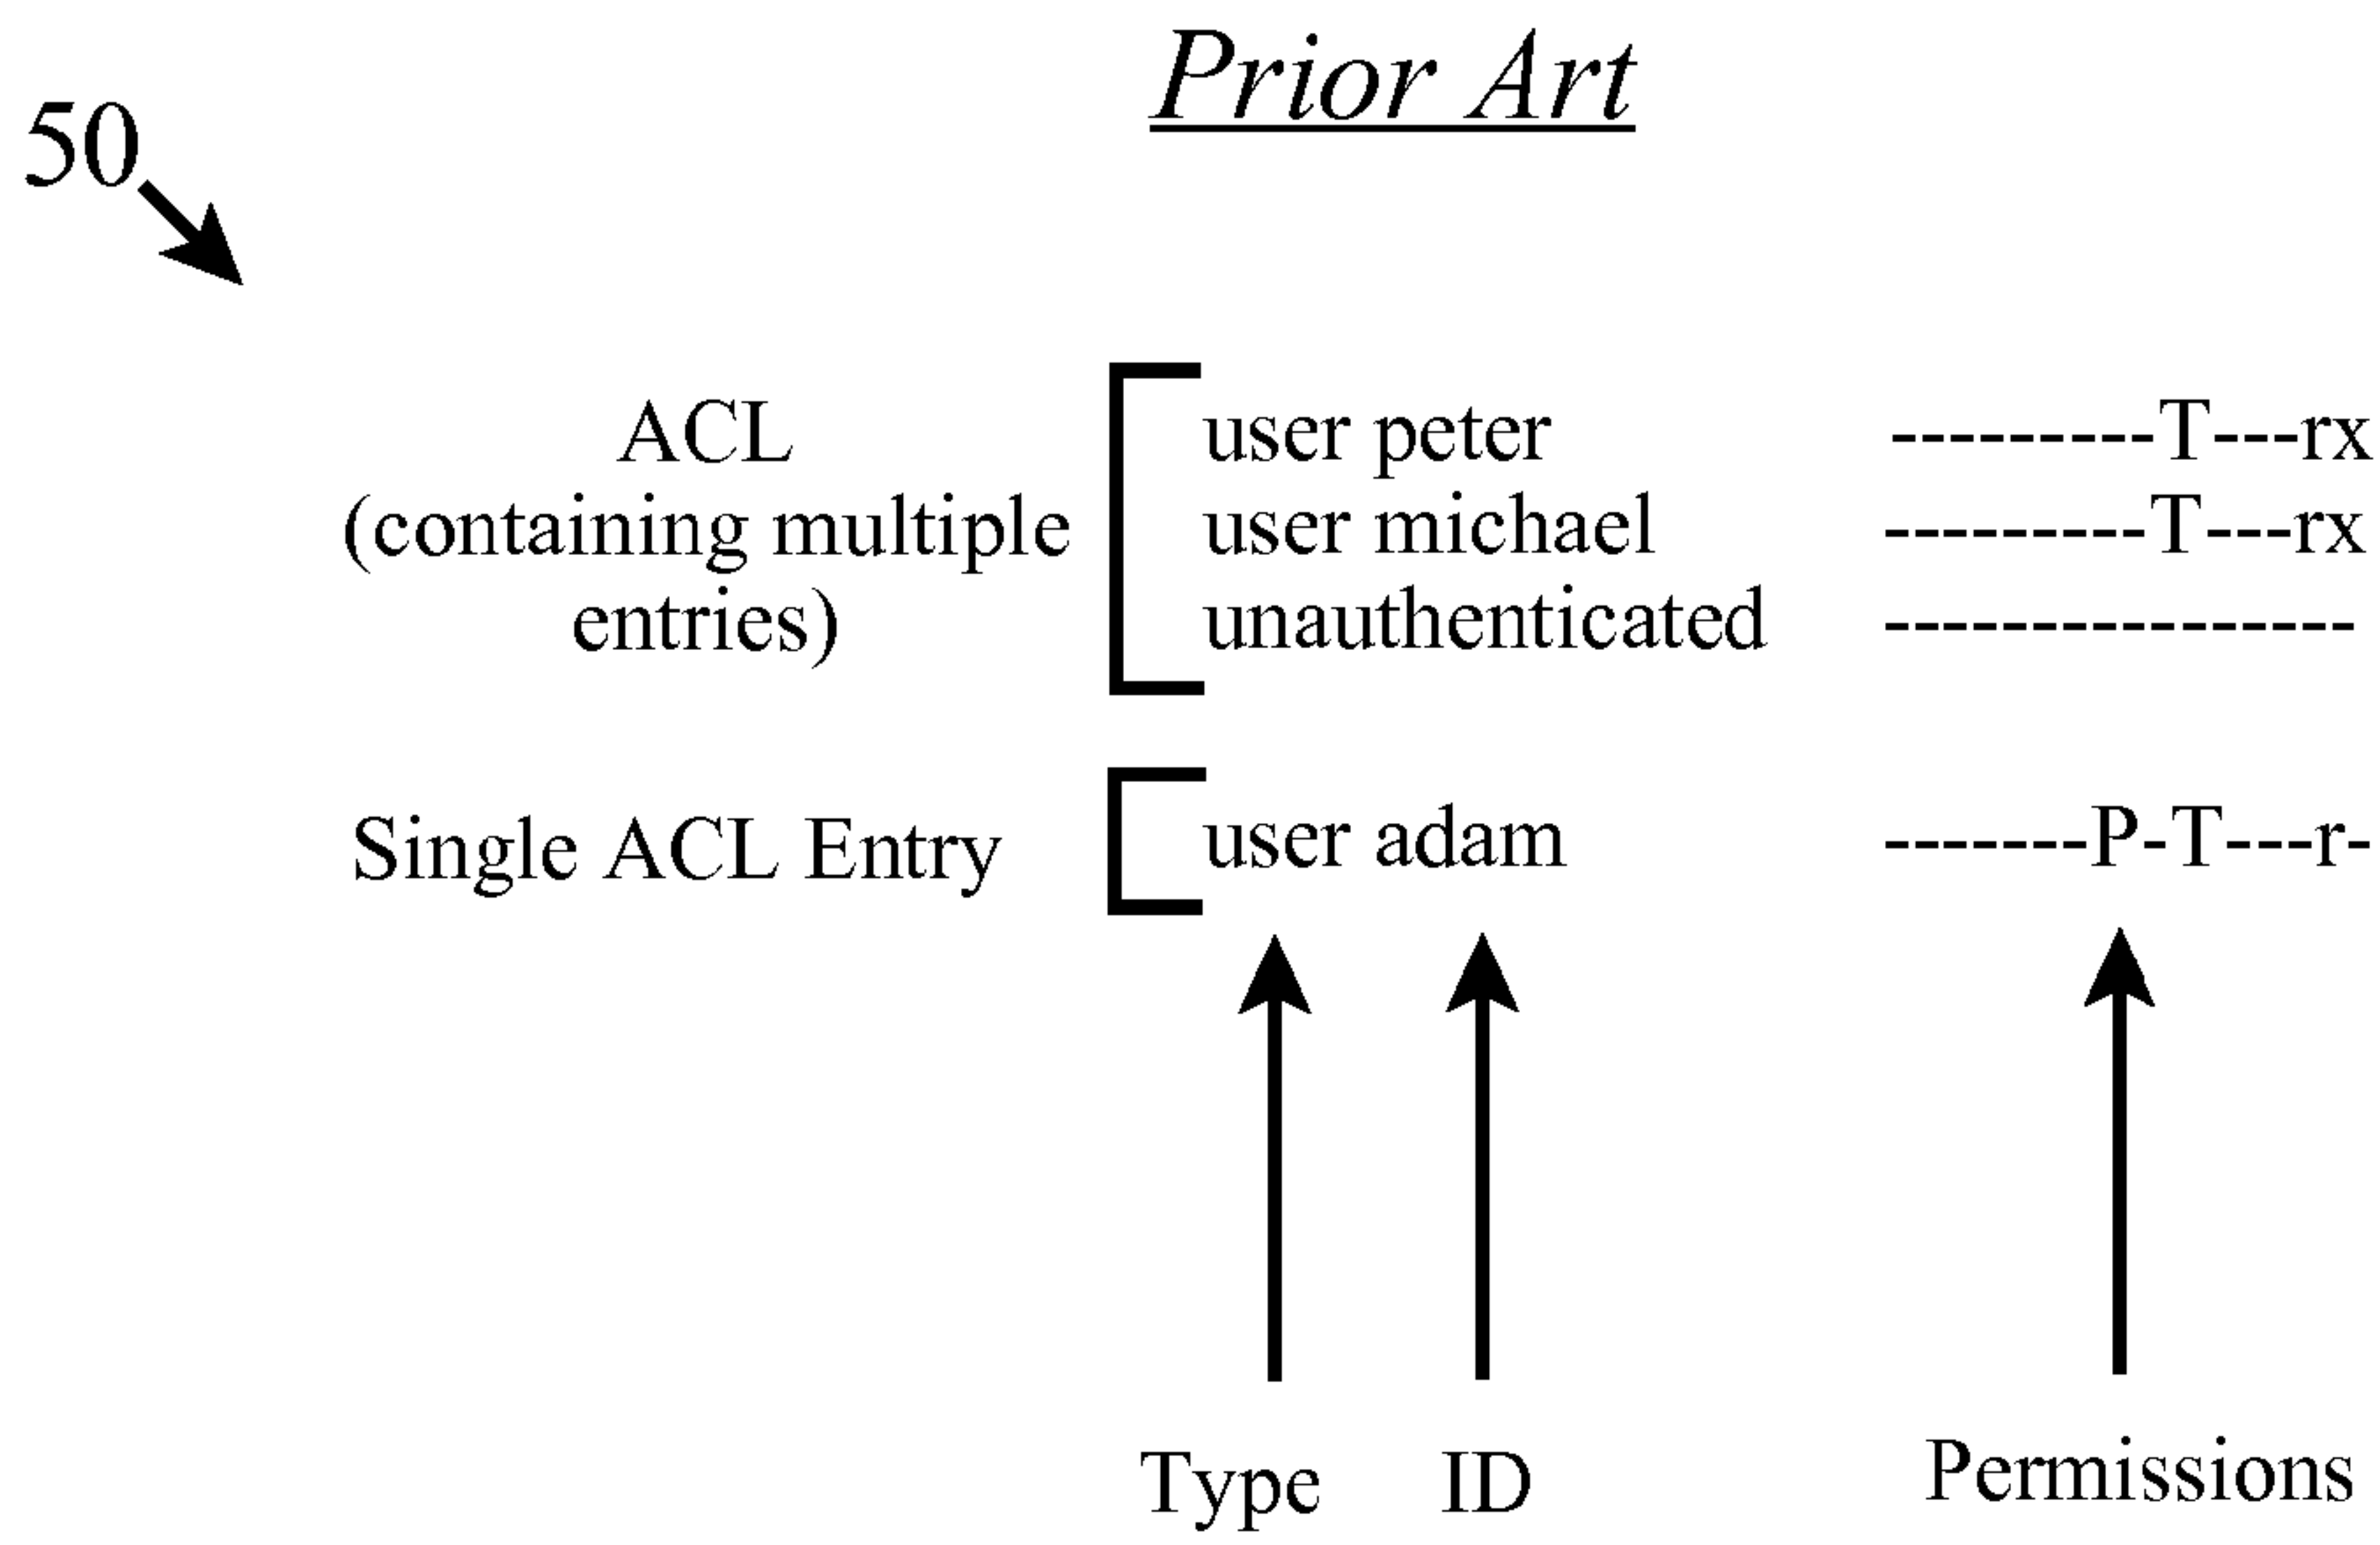 Prior Art
50
ACL
(containing multiple
entries)
user peter ---------T---rx
user michael ---------T---rx
unauthenticated ----------------
Single ACL Entry user adam -------P-T---r-
Type ID Permissions